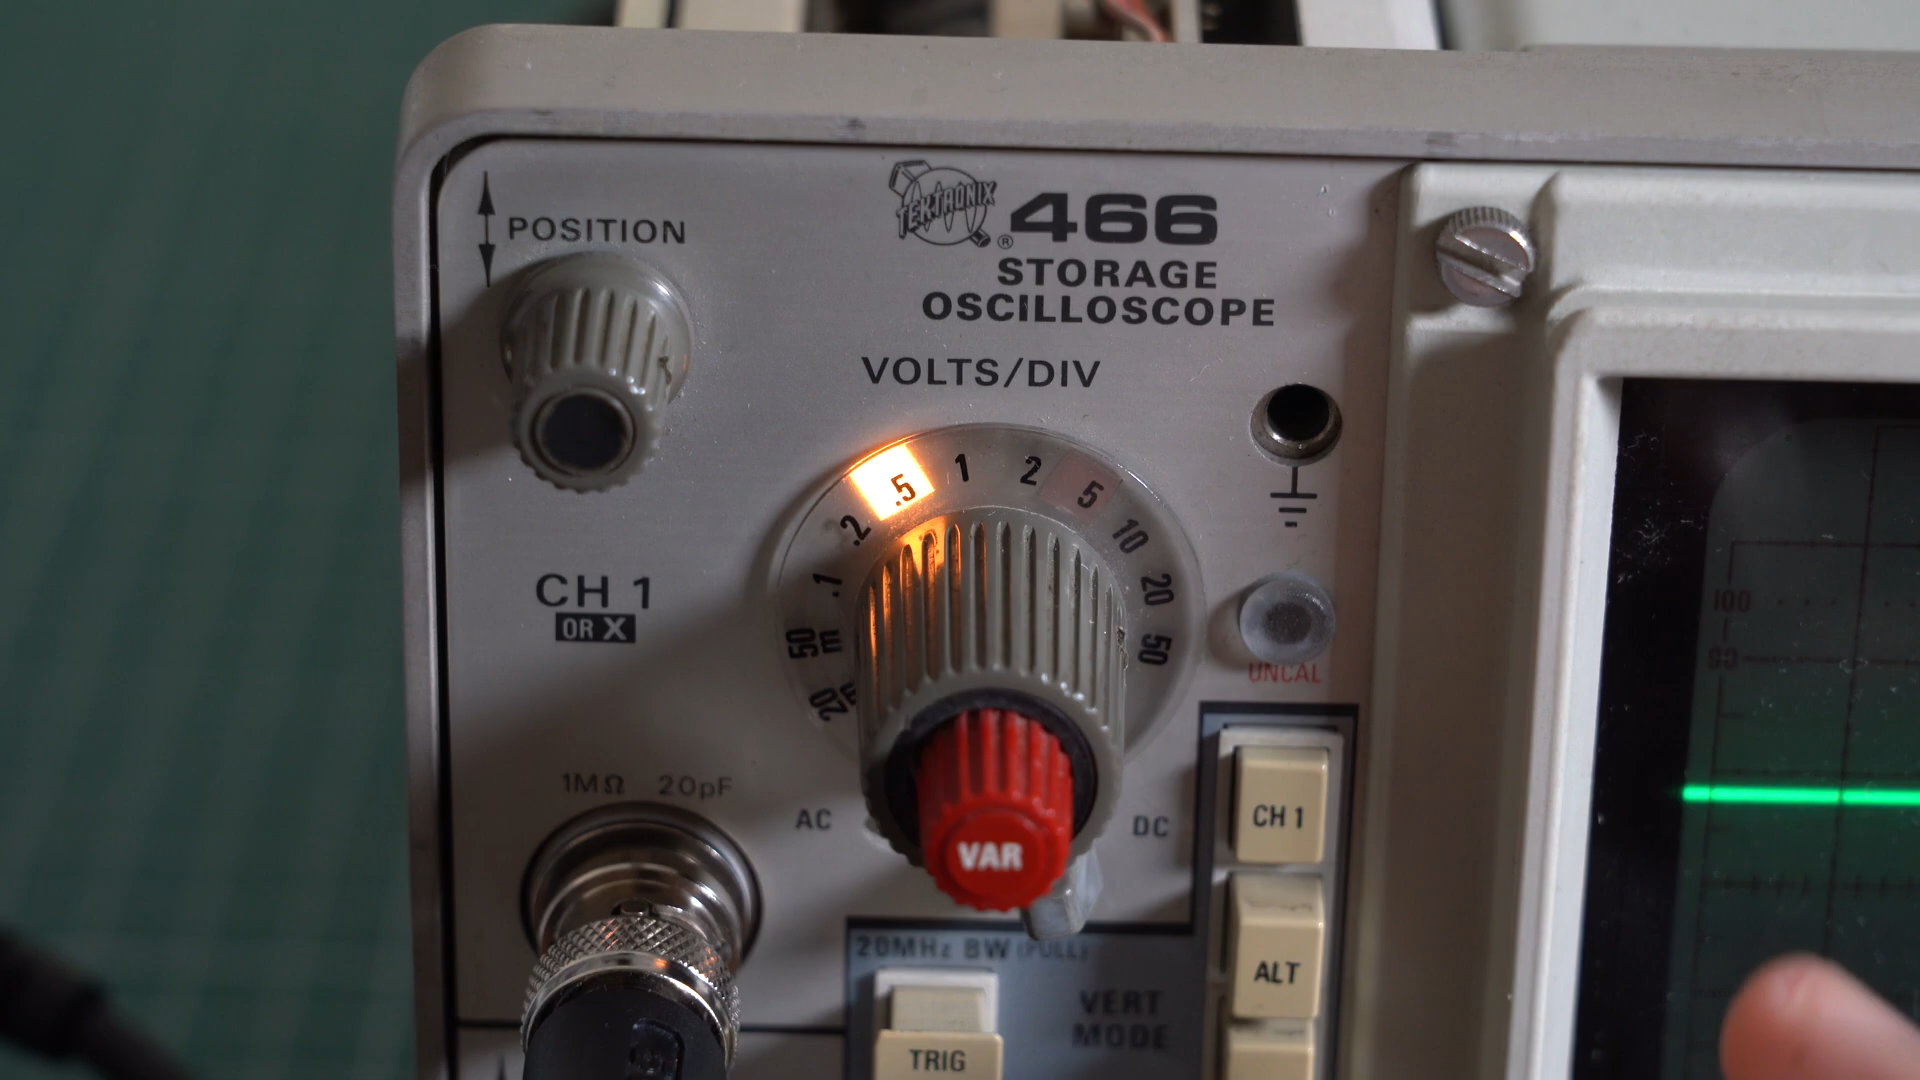 POSITION
TEKTRONIX
®
466
STORAGE
OSCILLOSCOPE
VOLTS/DIV
.5 1 2 5
.2 10
.1 20
50 m 50
20
CH 1
OR X
UNCAL
100
90
1MΩ 20pF
AC DC
VAR
CH 1
20MHz BW (PULL)
ALT
VERT
MODE
TRIG